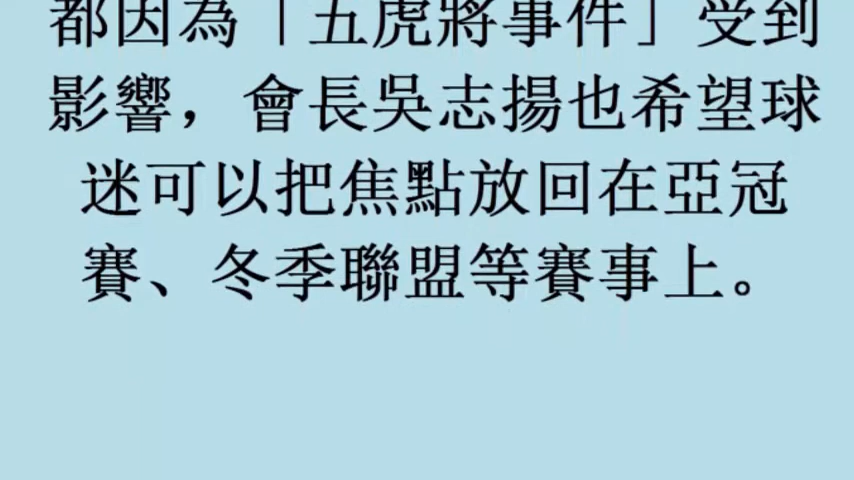 都因為「五虎將事件」受到
影響，會長吳志揚也希望球
迷可以把焦點放回在亞冠
賽、冬季聯盟等賽事上。